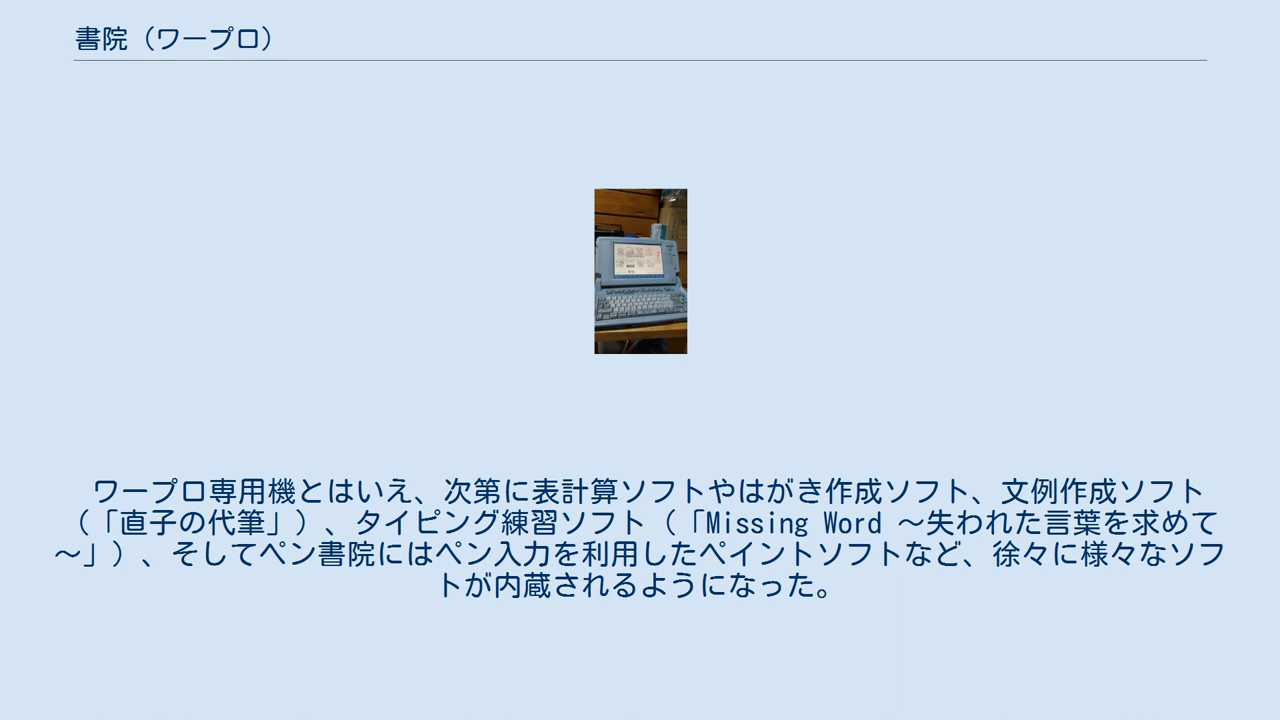 書院（ワープロ）
ワープロ専用機とはいえ、次第に表計算ソフトやはがき作成ソフト、文例作成ソフト
（「直子の代筆」）、タイピング練習ソフト（「Missing Word ～失われた言葉を求めて
～」）、そしてペン書院にはペン入力を利用したペイントソフトなど、徐々に様々なソフ
トが内蔵されるようになった。